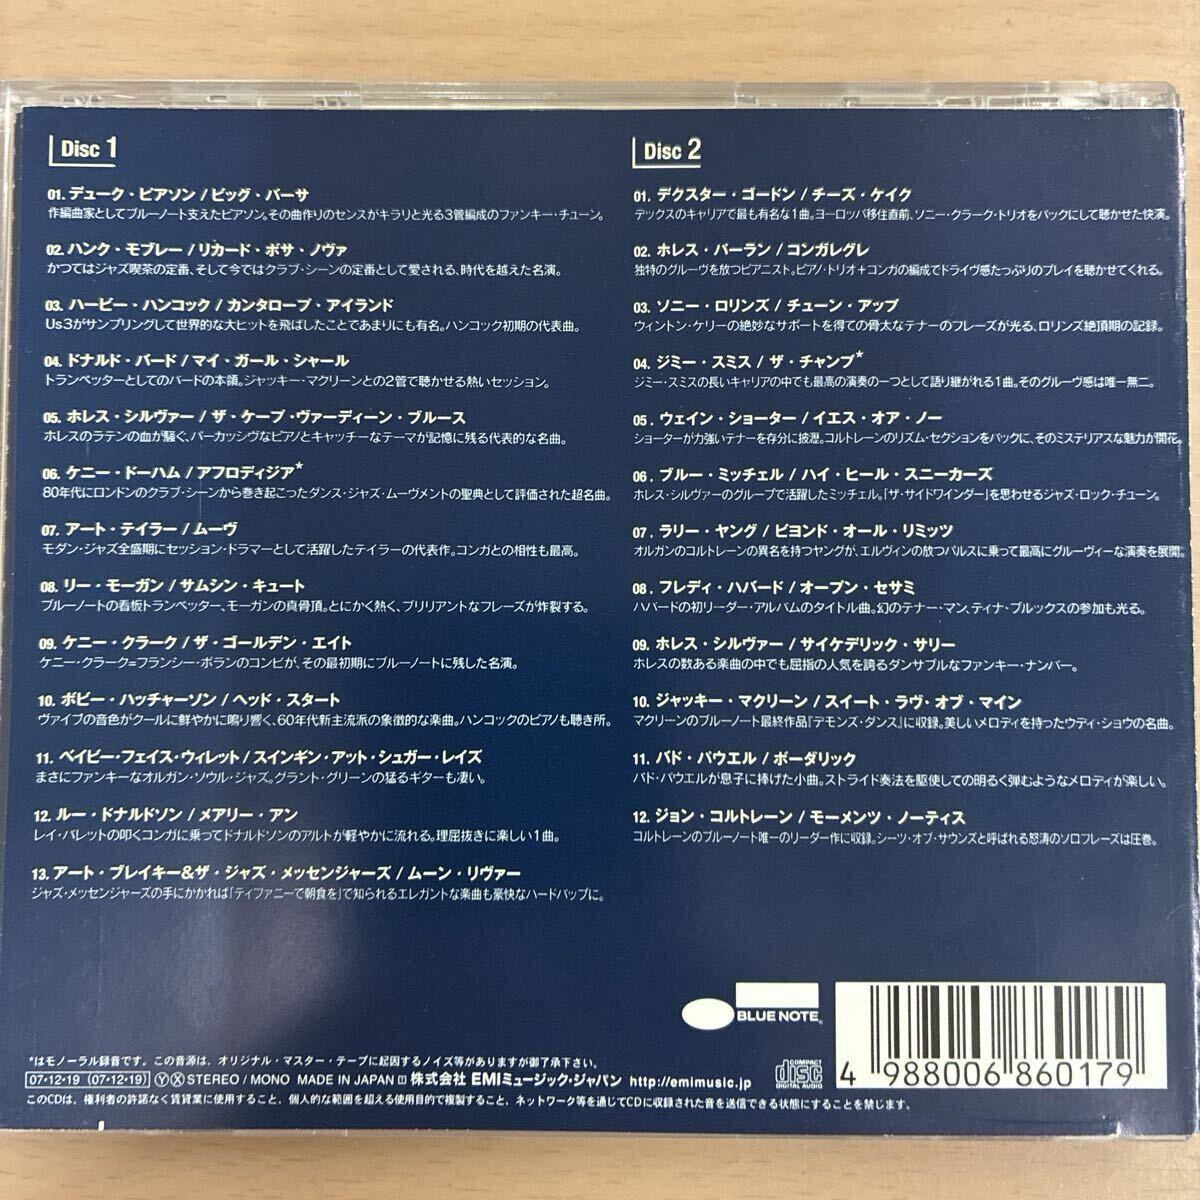 Disc 1
01. デューク・ピアソン / ビッグ・バーサ
作編曲家としてブルーノート支えたピアソン。その曲作りのセンスがキラリと光る3管編成のファンキー・チューン。
02. ハンク・モブレー / リカード・ボサ・ノヴァ
かつてはジャズ喫茶の定番、そして今ではクラブ・シーンの定番として愛される、時代を越えた名演。
03. ハービー・ハンコック / カンタロープ・アイランド
Us3がサンプリングして世界的な大ヒットを飛ばしたことであまりにも有名。ハンコック初期の代表曲。
04. ドナルド・バード / マイ・ガール・シャール
トランペッターとしてのバードの本領。ジャッキー・マクリーンとの2管で聴かせる熱いセッション。
05. ホレス・シルヴァー / ザ・ケープ・ヴァーディーン・ブルース
ホレスのラテンの血が騒ぐ、パーカッシヴなピアノとキャッチーなテーマが記憶に残る代表的な名曲。
06. ケニー・ドーハム / アフロディジア*
80年代にロンドンのクラブ・シーンから巻き起こったダンス・ジャズ・ムーヴメントの聖典として評価された超名曲。
07. アート・テイラー / ムーヴ
モダン・ジャズ全盛期にセッション・ドラマーとして活躍したテイラーの代表作。コンガとの相性も最高。
08. リー・モーガン / サムシン・キュート
ブルーノートの看板トランペッター、モーガンの真骨頂。とにかく熱く、ブリリアントなフレーズが炸裂する。
09. ケニー・クラーク / ザ・ゴールデン・エイト
ケニー・クラーク=フランシー・ボランのコンビが、その最初期にブルーノートに残した名演。
10. ボビー・ハッチャーソン / ヘッド・スタート
ヴァイブの音色がクールに鮮やかに鳴り響く、60年代新主流派の象徴的な楽曲。ハンコックのピアノも聴き所。
11. ベイビー・フェイス・ウィレット / スインギン・アット・シュガー・レイズ
まさにファンキーなオルガン・ソウル・ジャズ。グラント・グリーンの猛るギターも凄い。
12. ルー・ドナルドソン / メアリー・アン
レイ・バレットの叩くコンガに乗ってドナルドソンのアルトが軽やかに流れる。理屈抜きに楽しい1曲。
13. アート・ブレイキー&ザ・ジャズ・メッセンジャーズ / ムーン・リヴァー
ジャズ・メッセンジャーズの手にかかれば「ティファニーで朝食を」で知られるエレガントな楽曲も豪快なハードバップに。
Disc 2
01. デクスター・ゴードン / チーズ・ケイク
デックスのキャリアで最も有名な1曲。ヨーロッパ移住直前、ソニー・クラーク・トリオをバックにして聴かせた快演。
02. ホレス・パーラン / コンガレグレ
独特のグルーヴを放つピアニスト。ピアノ・トリオ+コンガの編成でドライヴ感たっぷりのプレイを聴かせてくれる。
03. ソニー・ロリンズ / チューン・アップ
ウィントン・ケリーの絶妙なサポートを得ての骨太なテナーのフレーズが光る、ロリンズ絶頂期の記録。
04. ジミー・スミス / ザ・チャンプ*
ジミー・スミスの長いキャリアの中でも最高の演奏の一つとして語り継がれる1曲。そのグルーヴ感は唯一無二。
05. ウェイン・ショーター / イエス・オア・ノー
ショーターが力強いテナーを存分に披瀝。コルトレーンのリズム・セクションをバックに、そのミステリアスな魅力が開花。
06. ブルー・ミッチェル / ハイ・ヒール・スニーカーズ
ホレス・シルヴァーのグループで活躍したミッチェル。「ザ・サイドワインダー」を思わせるジャズ・ロック・チューン。
07. ラリー・ヤング / ビヨンド・オール・リミッツ
オルガンのコルトレーンの異名を持つヤングが、エルヴィンの放つパルスに乗って最高にグルーヴィーな演奏を展開。
08. フレディ・ハバード / オープン・セサミ
ハバードの初リーダー・アルバムのタイトル曲。幻のテナー・マン、ティナ・ブルックスの参加も光る。
09. ホレス・シルヴァー / サイケデリック・サリー
ホレスの数ある楽曲の中でも屈指の人気を誇るダンサブルなファンキー・ナンバー。
10. ジャッキー・マクリーン / スイート・ラヴ・オブ・マイン
マクリーンのブルーノート最終作品『デモンズ・ダンス』に収録。美しいメロディを持ったウディ・ショウの名曲。
11. バド・パウエル / ボーダリック
バド・パウエルが息子に捧げた小曲。ストライド奏法を駆使しての明るく弾むようなメロディが楽しい。
12. ジョン・コルトレーン / モーメンツ・ノーティス
コルトレーンのブルーノート唯一のリーダー作に収録。シーツ・オブ・サウンズと呼ばれる怒涛のソロフレーズは圧巻。
BLUE NOTE®
*はモノーラル録音です。この音源は、オリジナル・マスター・テープに起因するノイズ等がありますが御了承下さい。
07・12・19 (07・12・19) Ⓨ Ⓧ STEREO / MONO MADE IN JAPAN 株式会社 EMIミュージック・ジャパン http://emimusic.jp
このCDは、権利者の許諾なく賃貸業に使用すること、個人的な範囲を超える使用目的で複製すること、ネットワーク等を通じてCDに収録された音を送信できる状態にすることを禁じます。
COMPACT disc DIGITAL AUDIO
4 988006 860179